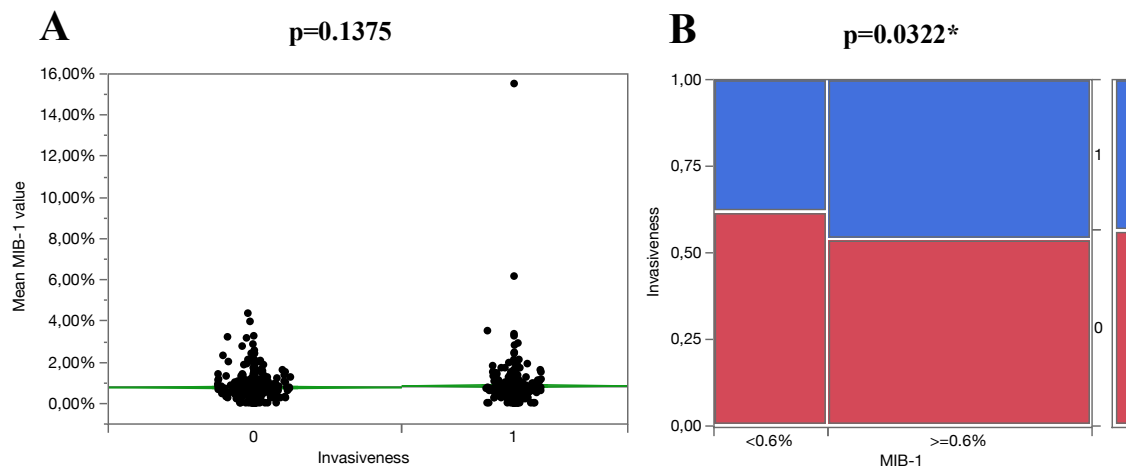 A
p=0.1375
Mean MIB-1 value
16,00%
14,00%
12,00%
10,00%
8,00%
6,00%
4,00%
2,00%
0,00%
0
1
Invasiveness
B
p=0.0322*
Invasiveness
1,00
0,75
0,50
0,25
0,00
1
0
<0.6%
>=0.6%
MIB-1